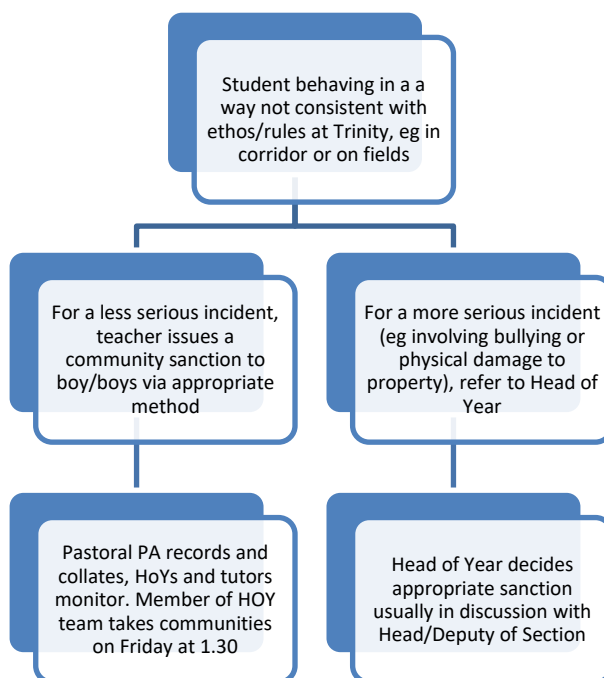 Student behaving in a a
way not consistent with
ethos/rules at Trinity, eg in
corridor or on fields
For a less serious incident,
teacher issues a
community sanction to
boy/boys via appropriate
method
For a more serious incident
(eg involving bullying or
physical damage to
property), refer to Head of
Year
Pastoral PA records and
collates, HoYs and tutors
monitor. Member of HOY
team takes communities
on Friday at 1.30
Head of Year decides
appropriate sanction
usually in discussion with
Head/Deputy of Section